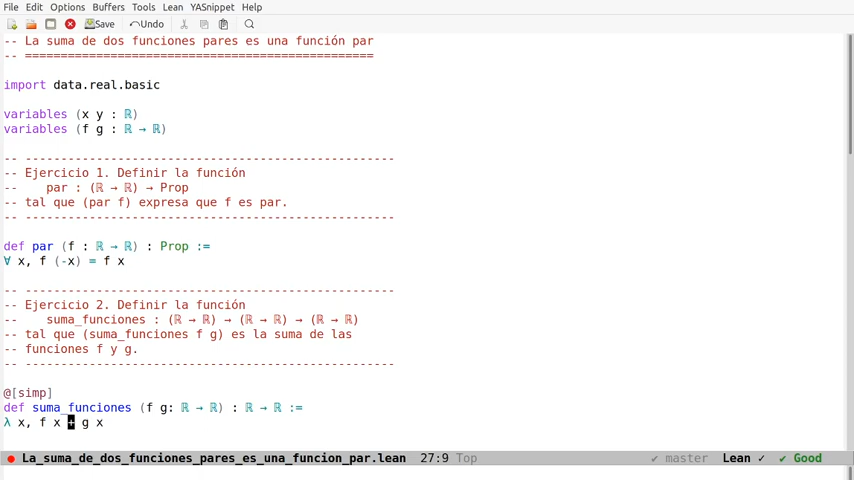 File Edit Options Buffers Tools Lean YASnippet Help
Save Undo
-- La suma de dos funciones pares es una función par
-- =================================================
import data.real.basic
variables (x y : ℝ)
variables (f g : ℝ → ℝ)
-- ----------------------------------------------------
-- Ejercicio 1. Definir la función
--    par : (ℝ → ℝ) → Prop
-- tal que (par f) expresa que f es par.
-- ----------------------------------------------------
def par (f : ℝ → ℝ) : Prop :=
∀ x, f (-x) = f x
-- ----------------------------------------------------
-- Ejercicio 2. Definir la función
--    suma_funciones : (ℝ → ℝ) → (ℝ → ℝ) → (ℝ → ℝ)
-- tal que (suma_funciones f g) es la suma de las
-- funciones f y g.
-- ----------------------------------------------------
@[simp]
def suma_funciones (f g: ℝ → ℝ) : ℝ → ℝ :=
λ x, f x + g x
● La_suma_de_dos_funciones_pares_es_una_funcion_par.lean 27:9 Top ✔ master Lean ✓ ✔ Good